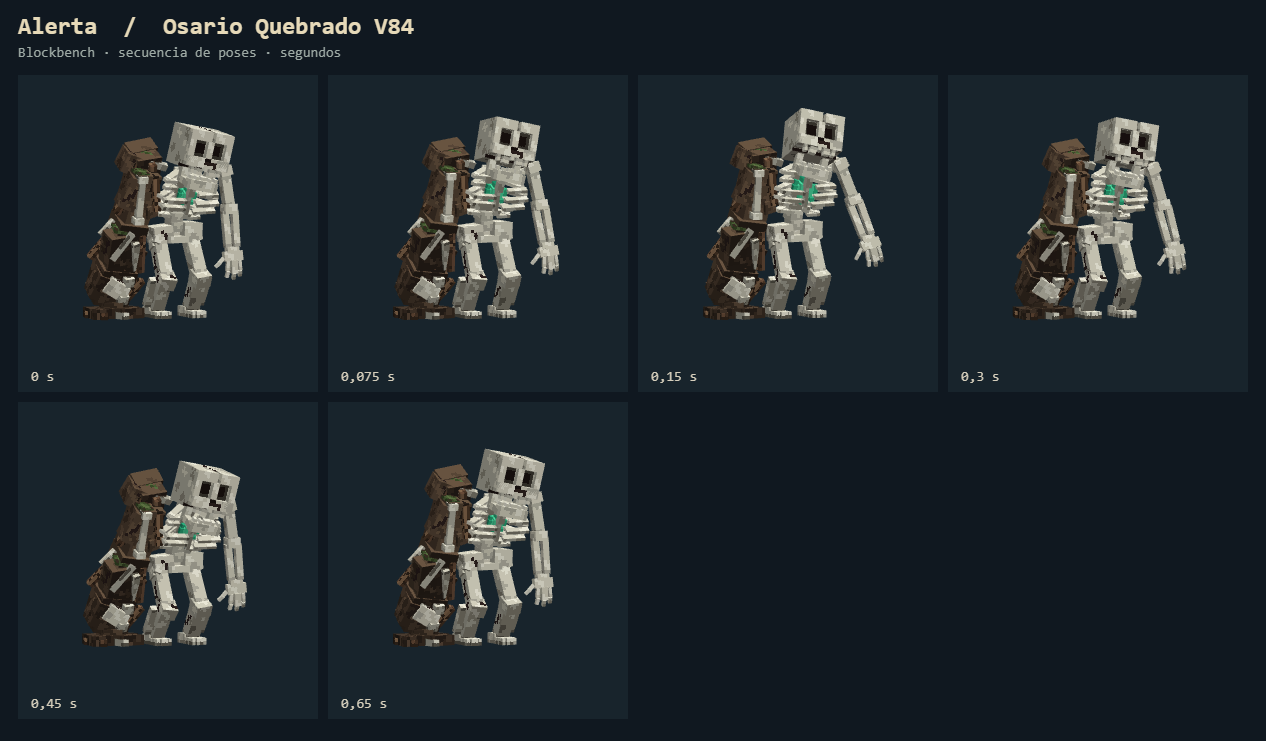 Alerta / Osario Quebrado V84
Blockbench · secuencia de poses · segundos
0 s
0,075 s
0,15 s
0,3 s
0,45 s
0,65 s